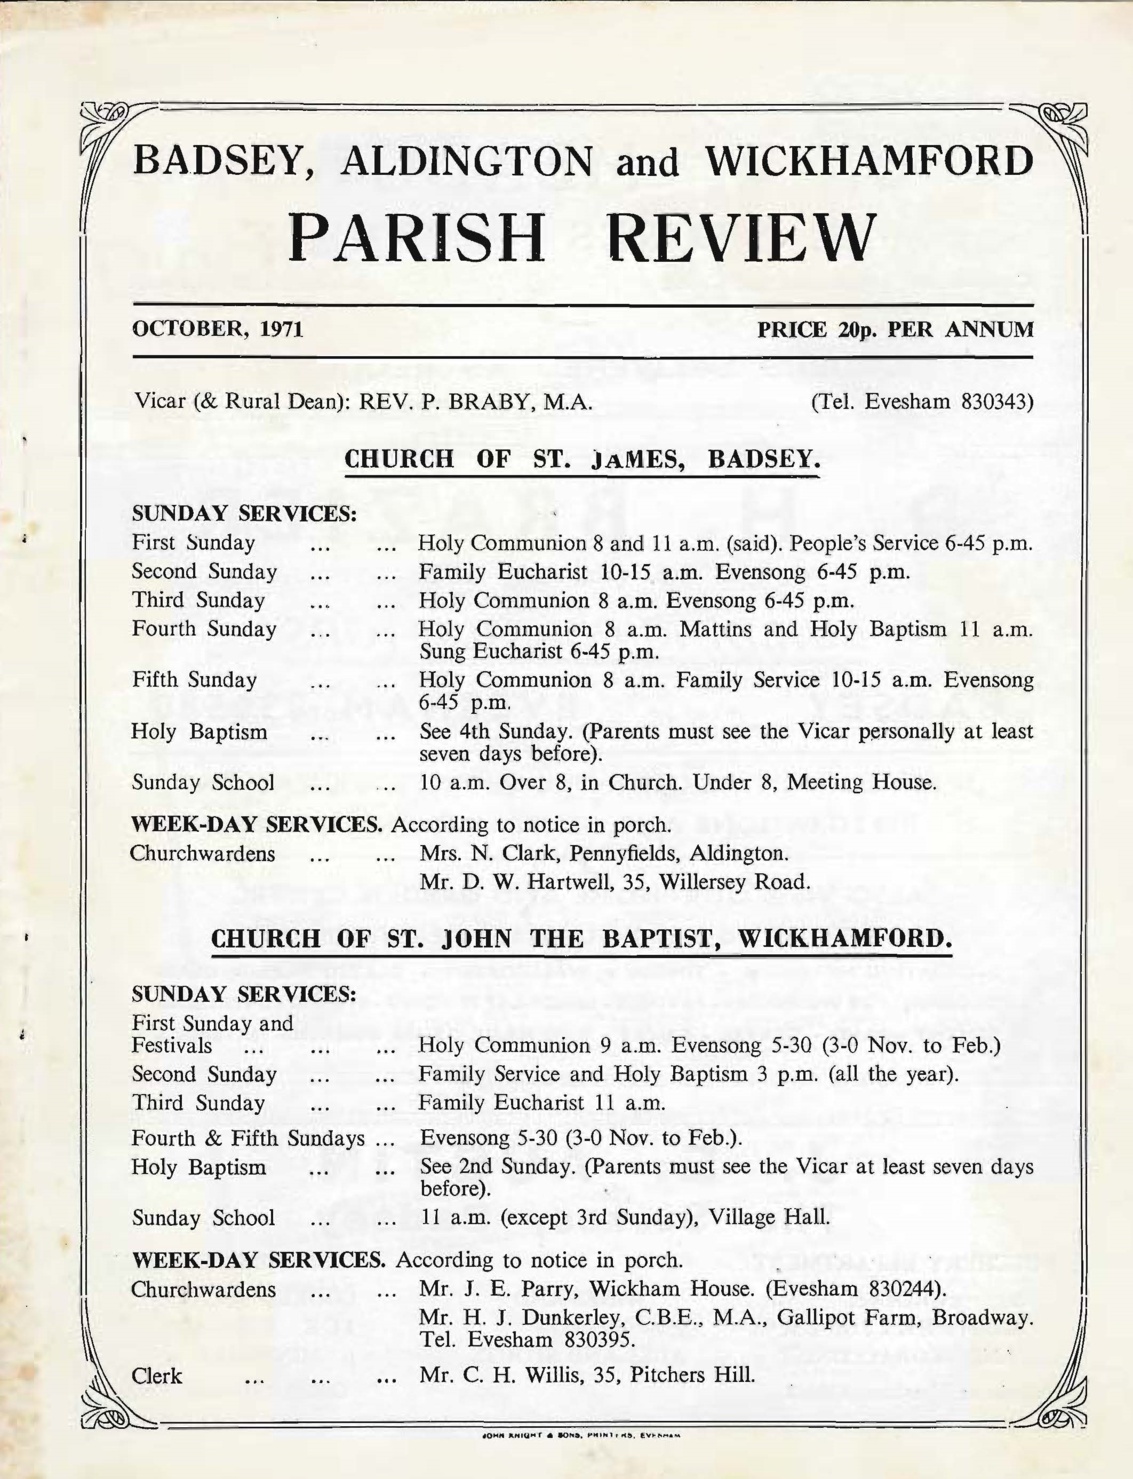 BADSEY, ALDINGTON and WICKHAMFORD
PARISH REVIEW
OCTOBER, 1971 PRICE 20p. PER ANNUM
Vicar (& Rural Dean): REV. P. BRABY, M.A. (Tel. Evesham 830343)
CHURCH OF ST. JAMES, BADSEY.
SUNDAY SERVICES:
First Sunday ... ... Holy Communion 8 and 11 a.m. (said). People's Service 6-45 p.m.
Second Sunday ... ... Family Eucharist 10-15 a.m. Evensong 6-45 p.m.
Third Sunday ... ... Holy Communion 8 a.m. Evensong 6-45 p.m.
Fourth Sunday ... ... Holy Communion 8 a.m. Mattins and Holy Baptism 11 a.m.
Sung Eucharist 6-45 p.m.
Fifth Sunday ... ... Holy Communion 8 a.m. Family Service 10-15 a.m. Evensong
6-45 p.m.
Holy Baptism ... ... See 4th Sunday. (Parents must see the Vicar personally at least
seven days before).
Sunday School ... ... 10 a.m. Over 8, in Church. Under 8, Meeting House.
WEEK-DAY SERVICES. According to notice in porch.
Churchwardens ... ... Mrs. N. Clark, Pennyfields, Aldington.
Mr. D. W. Hartwell, 35, Willersey Road.
CHURCH OF ST. JOHN THE BAPTIST, WICKHAMFORD.
SUNDAY SERVICES:
First Sunday and
Festivals ... ... ... Holy Communion 9 a.m. Evensong 5-30 (3-0 Nov. to Feb.)
Second Sunday ... ... Family Service and Holy Baptism 3 p.m. (all the year).
Third Sunday ... ... Family Eucharist 11 a.m.
Fourth & Fifth Sundays ... Evensong 5-30 (3-0 Nov. to Feb.).
Holy Baptism ... ... See 2nd Sunday. (Parents must see the Vicar at least seven days
before).
Sunday School ... ... 11 a.m. (except 3rd Sunday), Village Hall.
WEEK-DAY SERVICES. According to notice in porch.
Churchwardens ... ... Mr. J. E. Parry, Wickham House. (Evesham 830244).
Mr. H. J. Dunkerley, C.B.E., M.A., Gallipot Farm, Broadway.
Tel. Evesham 830395.
Clerk ... ... ... Mr. C. H. Willis, 35, Pitchers Hill.
JOHN KNIGHT & SONS, PRINTERS, EVESHAM